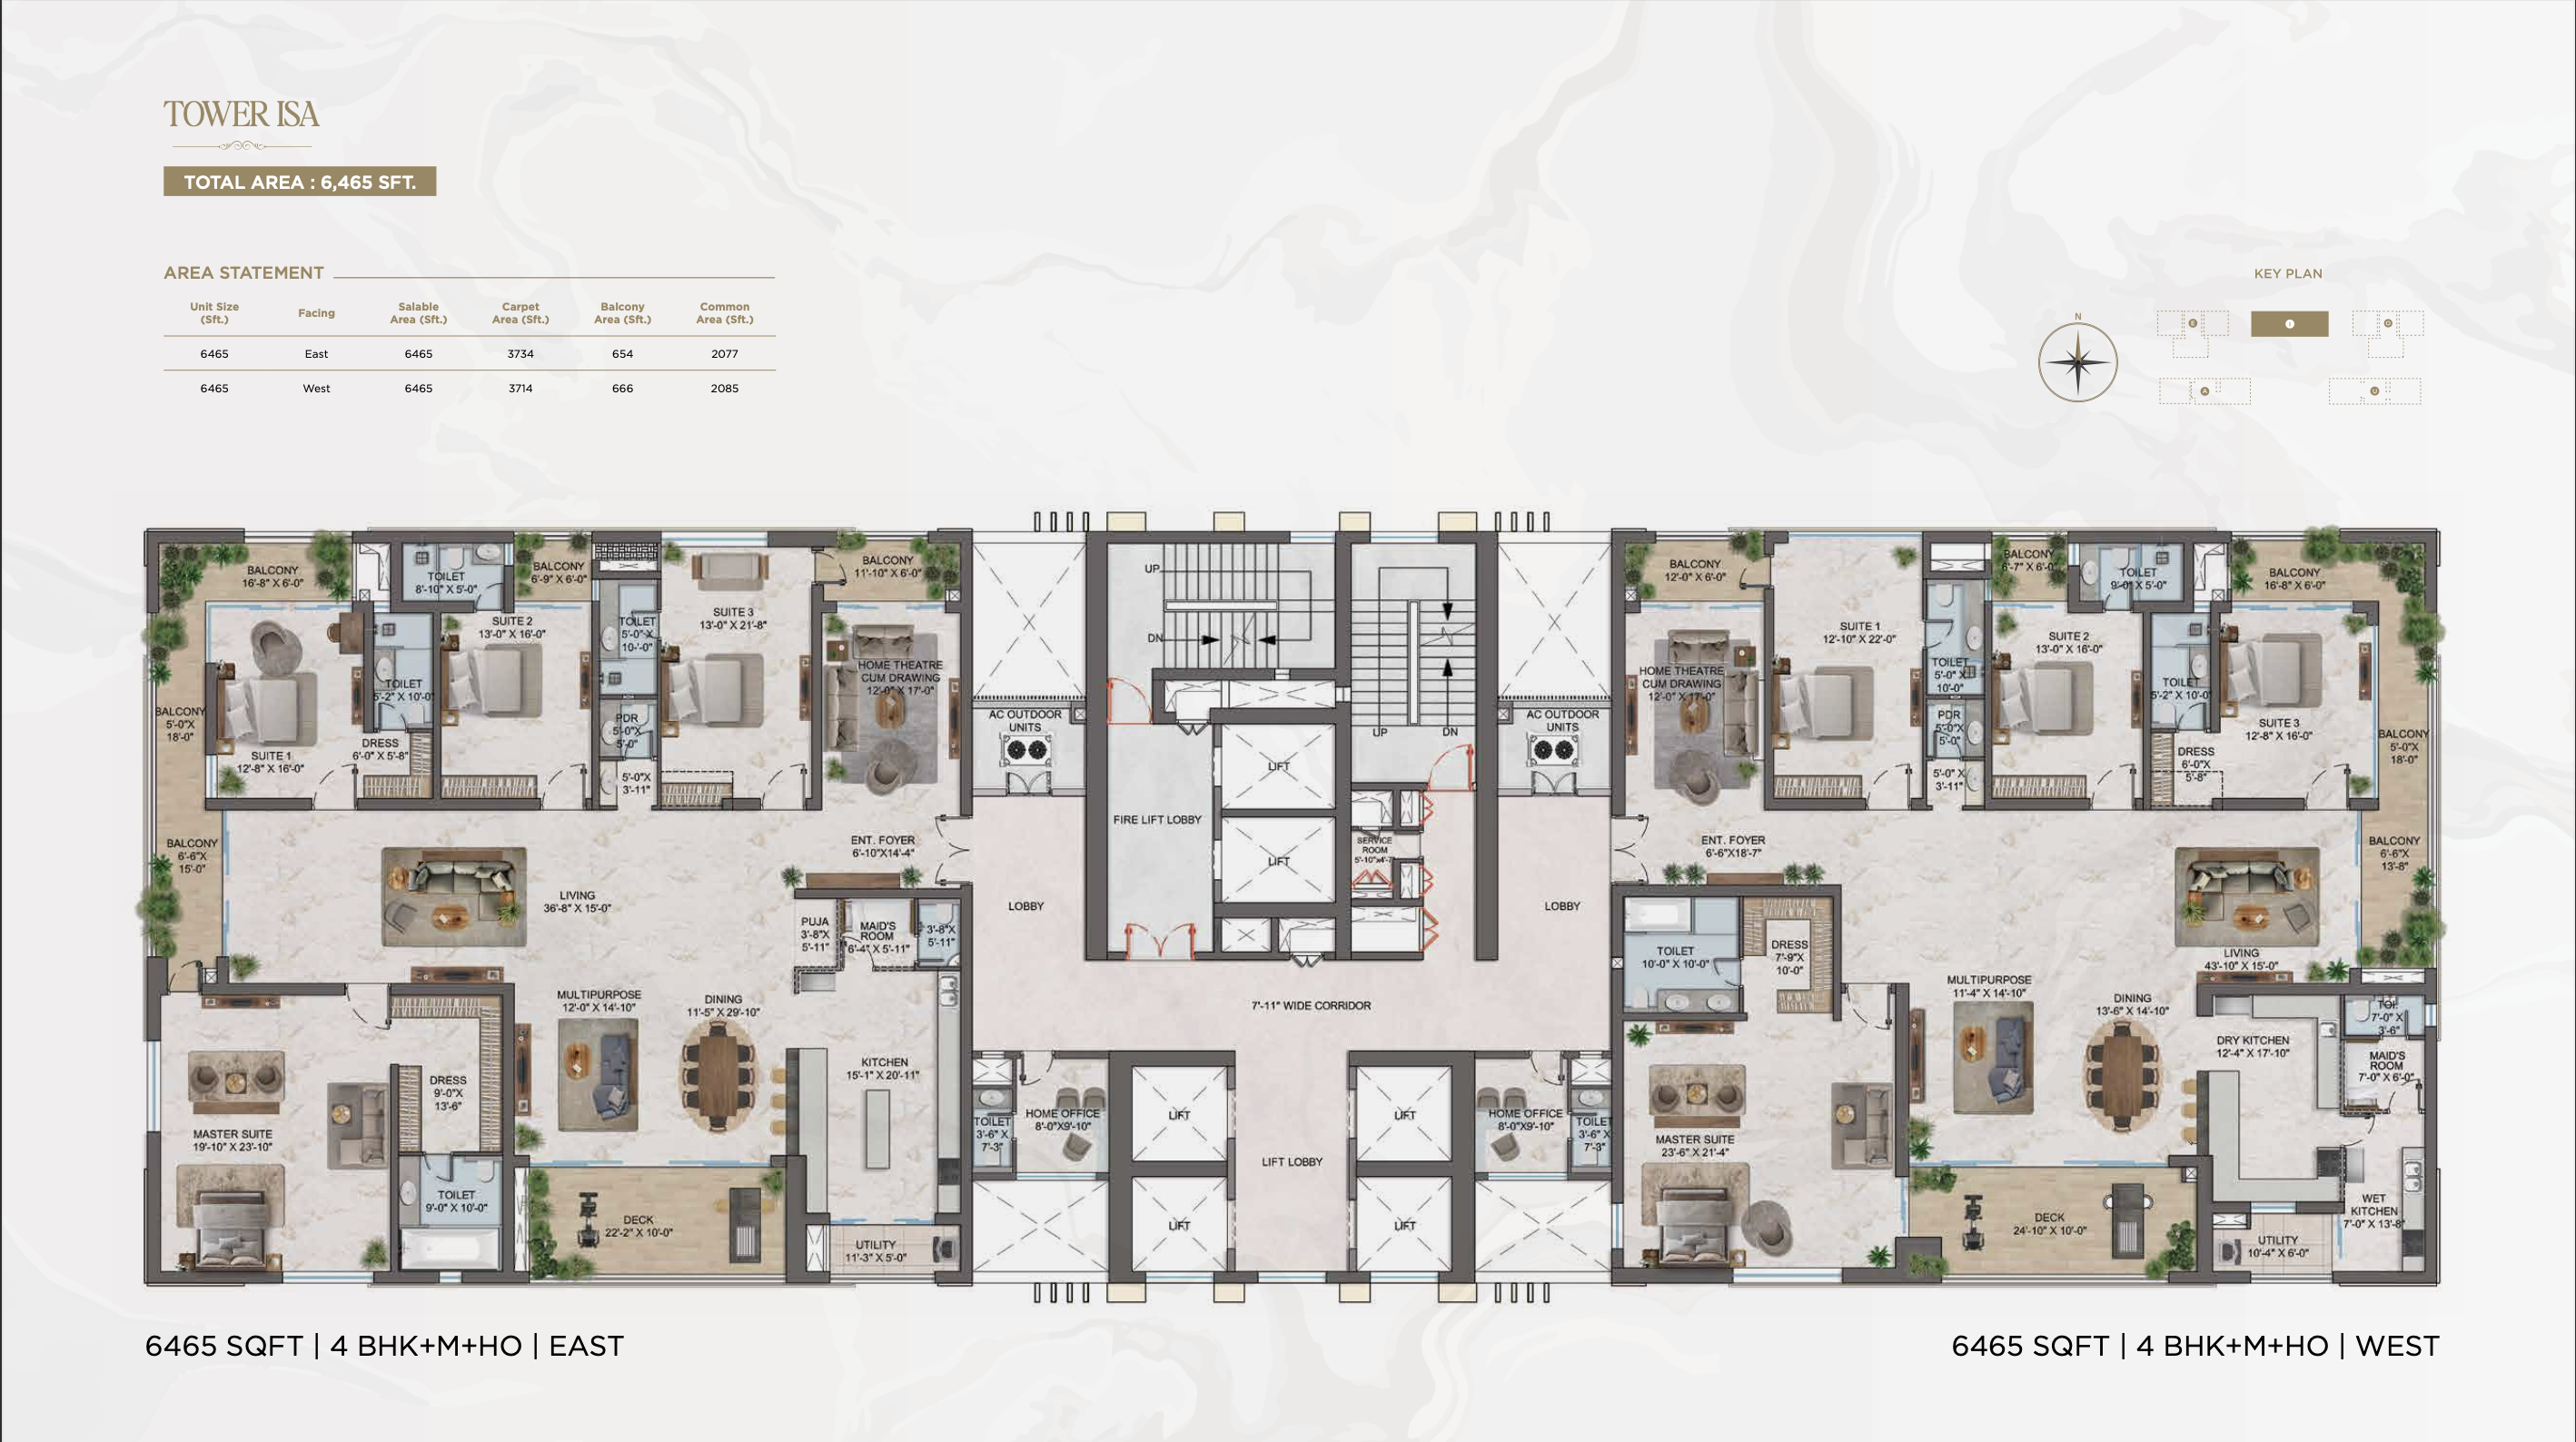 TOWER ISA
TOTAL AREA : 6,465 SFT.
AREA STATEMENT
Unit Size (Sft.) Facing Salable Area (Sft.) Carpet Area (Sft.) Balcony Area (Sft.) Common Area (Sft.)
6465 East 6465 3734 654 2077
6465 West 6465 3714 666 2085
KEY PLAN
N
E
I
O
A
U
BALCONY
16'-8" X 6'-0"
TOILET
8'-10" X 5'-0"
BALCONY
6'-9" X 6'-0"
BALCONY
11'-10" X 6'-0"
SUITE 2
13'-0" X 16'-0"
TOILET
5'-0" X
10'-0"
SUITE 3
13'-0" X 21'-8"
HOME THEATRE
CUM DRAWING
12'-0" X 17'-0"
TOILET
5'-2" X 10'-0"
BALCONY
5'-0"X
18'-0"
SUITE 1
12'-8" X 16'-0"
DRESS
6'-0" X 5'-8"
PDR
5'-0"X
5'-0"
5'-0"X
3'-11"
BALCONY
6'-6"X
15'-0"
ENT. FOYER
6'-10"X14'-4"
LIVING
36'-8" X 15'-0"
PUJA
3'-8"X
5'-11"
MAID'S
ROOM
6'-4" X 5'-11"
3'-8"X
5'-11"
MULTIPURPOSE
12'-0" X 14'-10"
DINING
11'-5" X 29'-10"
KITCHEN
15'-1" X 20'-11"
DRESS
9'-0"X
13'-6"
MASTER SUITE
19'-10" X 23'-10"
TOILET
9'-0" X 10'-0"
DECK
22'-2" X 10'-0"
UTILITY
11'-3" X 5'-0"
UP
DN
UP
DN
AC OUTDOOR
UNITS
LIFT
FIRE LIFT LOBBY
LIFT
SERVICE
ROOM
5'-10"x4'-7"
AC OUTDOOR
UNITS
LOBBY
LOBBY
7'-11" WIDE CORRIDOR
TOILET
3'-6" X
7'-3"
HOME OFFICE
8'-0"X9'-10"
LIFT
LIFT
LIFT LOBBY
LIFT
LIFT
HOME OFFICE
8'-0"X9'-10"
TOILET
3'-6" X
7'-3"
BALCONY
12'-0" X 6'-0"
BALCONY
6'-7" X 6'-0"
TOILET
9'-0" X 5'-0"
BALCONY
16'-8" X 6'-0"
SUITE 1
12'-10" X 22'-0"
SUITE 2
13'-0" X 16'-0"
HOME THEATRE
CUM DRAWING
12'-0" X 17'-0"
TOILET
5'-0" X
10'-0"
TOILET
5'-2" X 10'-0"
PDR
5'-0"X
5'-0"
SUITE 3
12'-8" X 16'-0"
BALCONY
5'-0"X
18'-0"
DRESS
6'-0"X
5'-8"
5'-0" X
3'-11"
ENT. FOYER
6'-6"X18'-7"
BALCONY
6'-6"X
13'-8"
TOILET
10'-0" X 10'-0"
DRESS
7'-9"X
10'-0"
LIVING
43'-10" X 15'-0"
MULTIPURPOSE
11'-4" X 14'-10"
DINING
13'-6" X 14'-10"
TOI.
7'-0" X
3'-6"
DRY KITCHEN
12'-4" X 17'-10"
MAID'S
ROOM
7'-0" X 6'-0"
MASTER SUITE
23'-6" X 21'-4"
WET
KITCHEN
7'-0" X 13'-8"
DECK
24'-10" X 10'-0"
UTILITY
10'-4" X 6'-0"
6465 SQFT | 4 BHK+M+HO | EAST
6465 SQFT | 4 BHK+M+HO | WEST